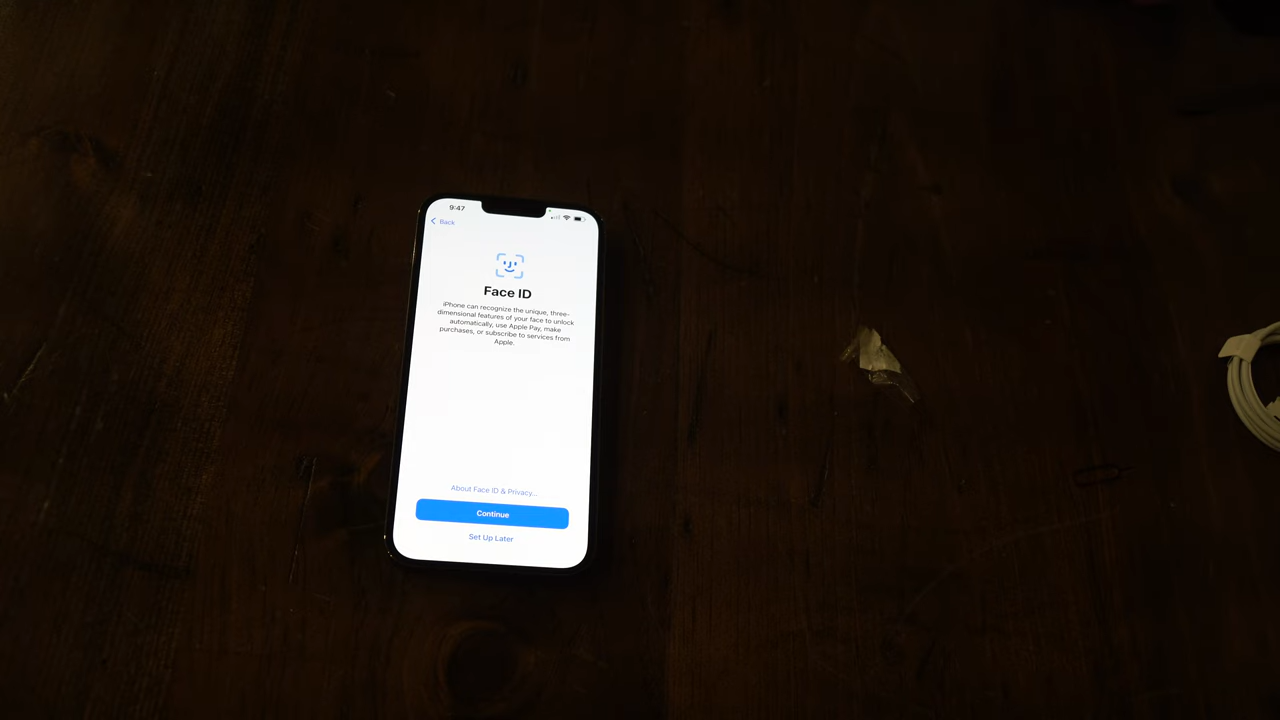 9:47
Back
Face ID
iPhone can recognize the unique, three-
dimensional features of your face to unlock
automatically, use Apple Pay, make
purchases, or subscribe to services from
Apple.
About Face ID & Privacy...
Continue
Set Up Later